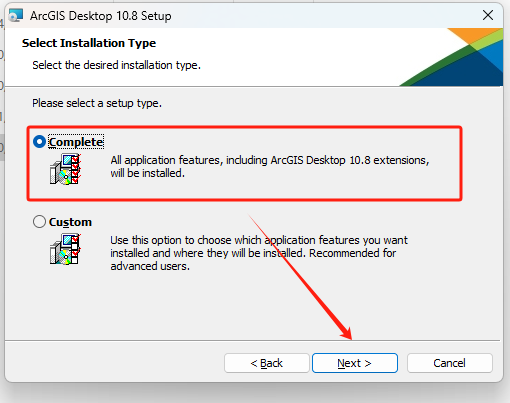 ArcGIS Desktop 10.8 Setup
Select Installation Type
Select the desired installation type.
Please select a setup type.
Complete
All application features, including ArcGIS Desktop 10.8 extensions,
will be installed.
Custom
Use this option to choose which application features you want
installed and where they will be installed. Recommended for
advanced users.
< Back
Next >
Cancel